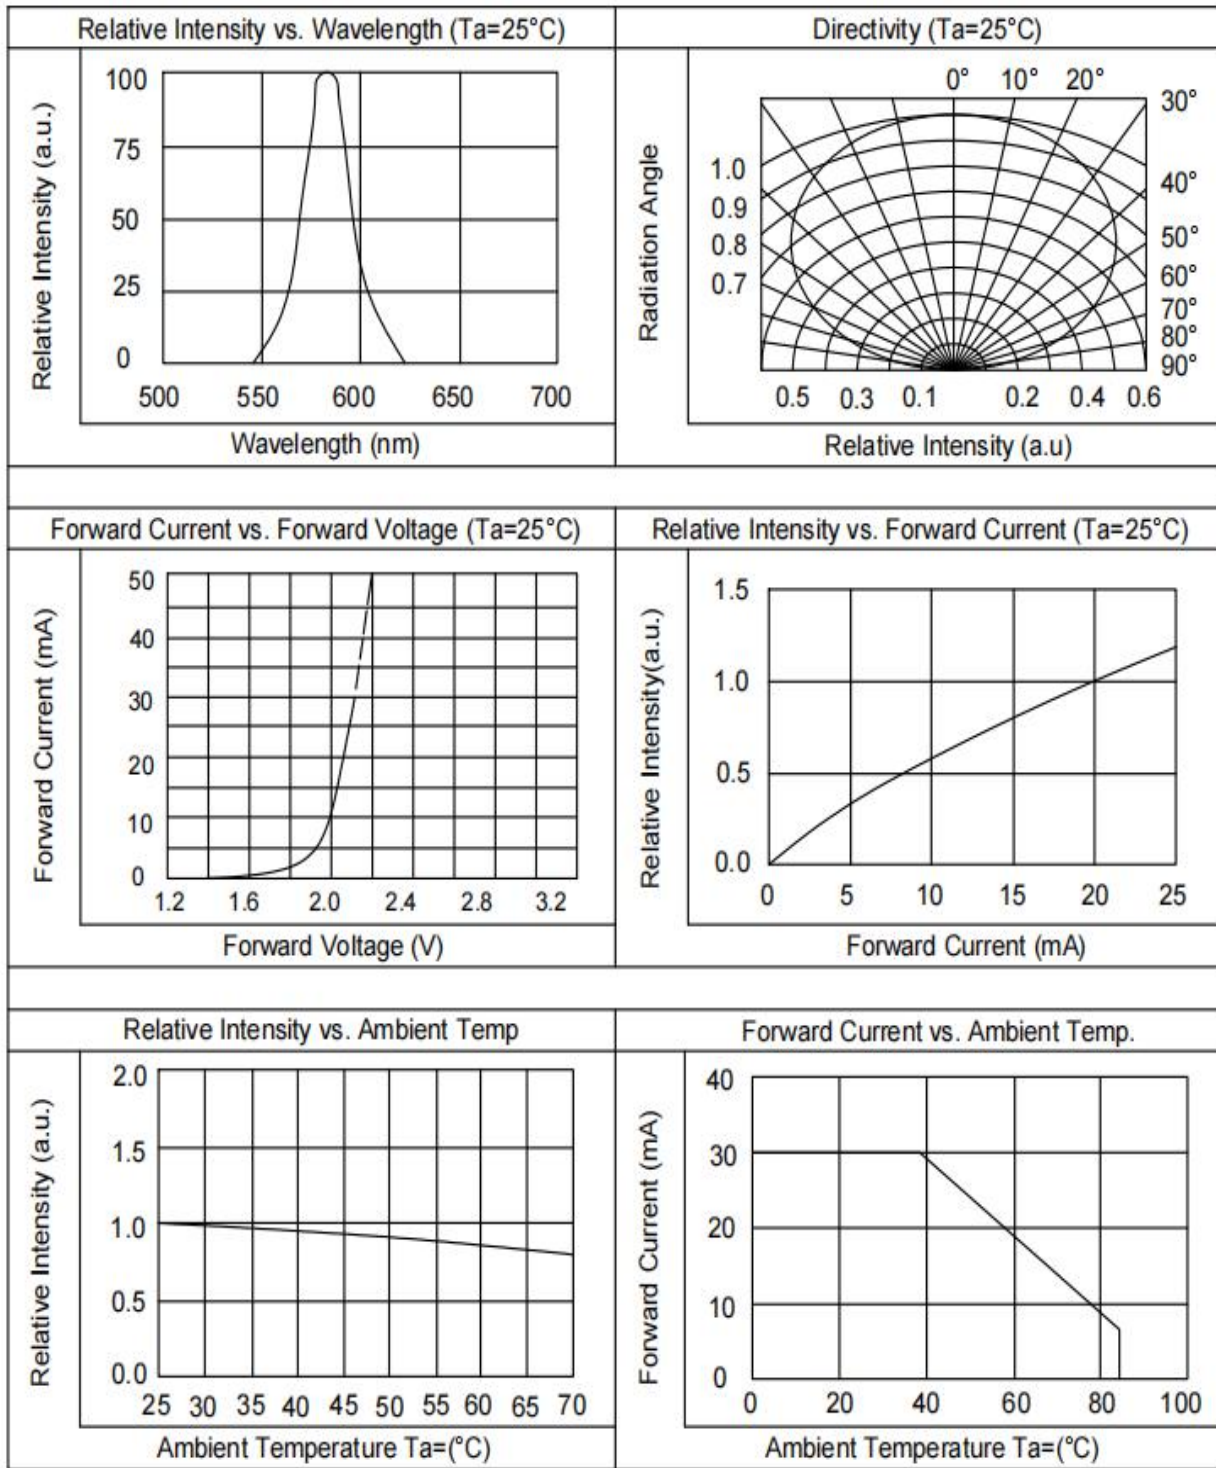 Relative Intensity vs. Wavelength (Ta=25°C)
Relative Intensity (a.u.)
100
75
50
25
0
500 550 600 650 700
Wavelength (nm)
Directivity (Ta=25°C)
Radiation Angle
0° 10° 20°
30°
40°
50°
60°
70°
80°
90°
1.0
0.9
0.8
0.7
0.5 0.3 0.1 0.2 0.4 0.6
Relative Intensity (a.u)
Forward Current vs. Forward Voltage (Ta=25°C)
Forward Current (mA)
50
40
30
20
10
0
1.2 1.6 2.0 2.4 2.8 3.2
Forward Voltage (V)
Relative Intensity vs. Forward Current (Ta=25°C)
Relative Intensity(a.u.)
1.5
1.0
0.5
0.0
0 5 10 15 20 25
Forward Current (mA)
Relative Intensity vs. Ambient Temp
Relative Intensity (a.u.)
2.0
1.5
1.0
0.5
0.0
25 30 35 40 45 50 55 60 65 70
Ambient Temperature Ta=(°C)
Forward Current vs. Ambient Temp.
Forward Current (mA)
40
30
20
10
0
0 20 40 60 80 100
Ambient Temperature Ta=(°C)